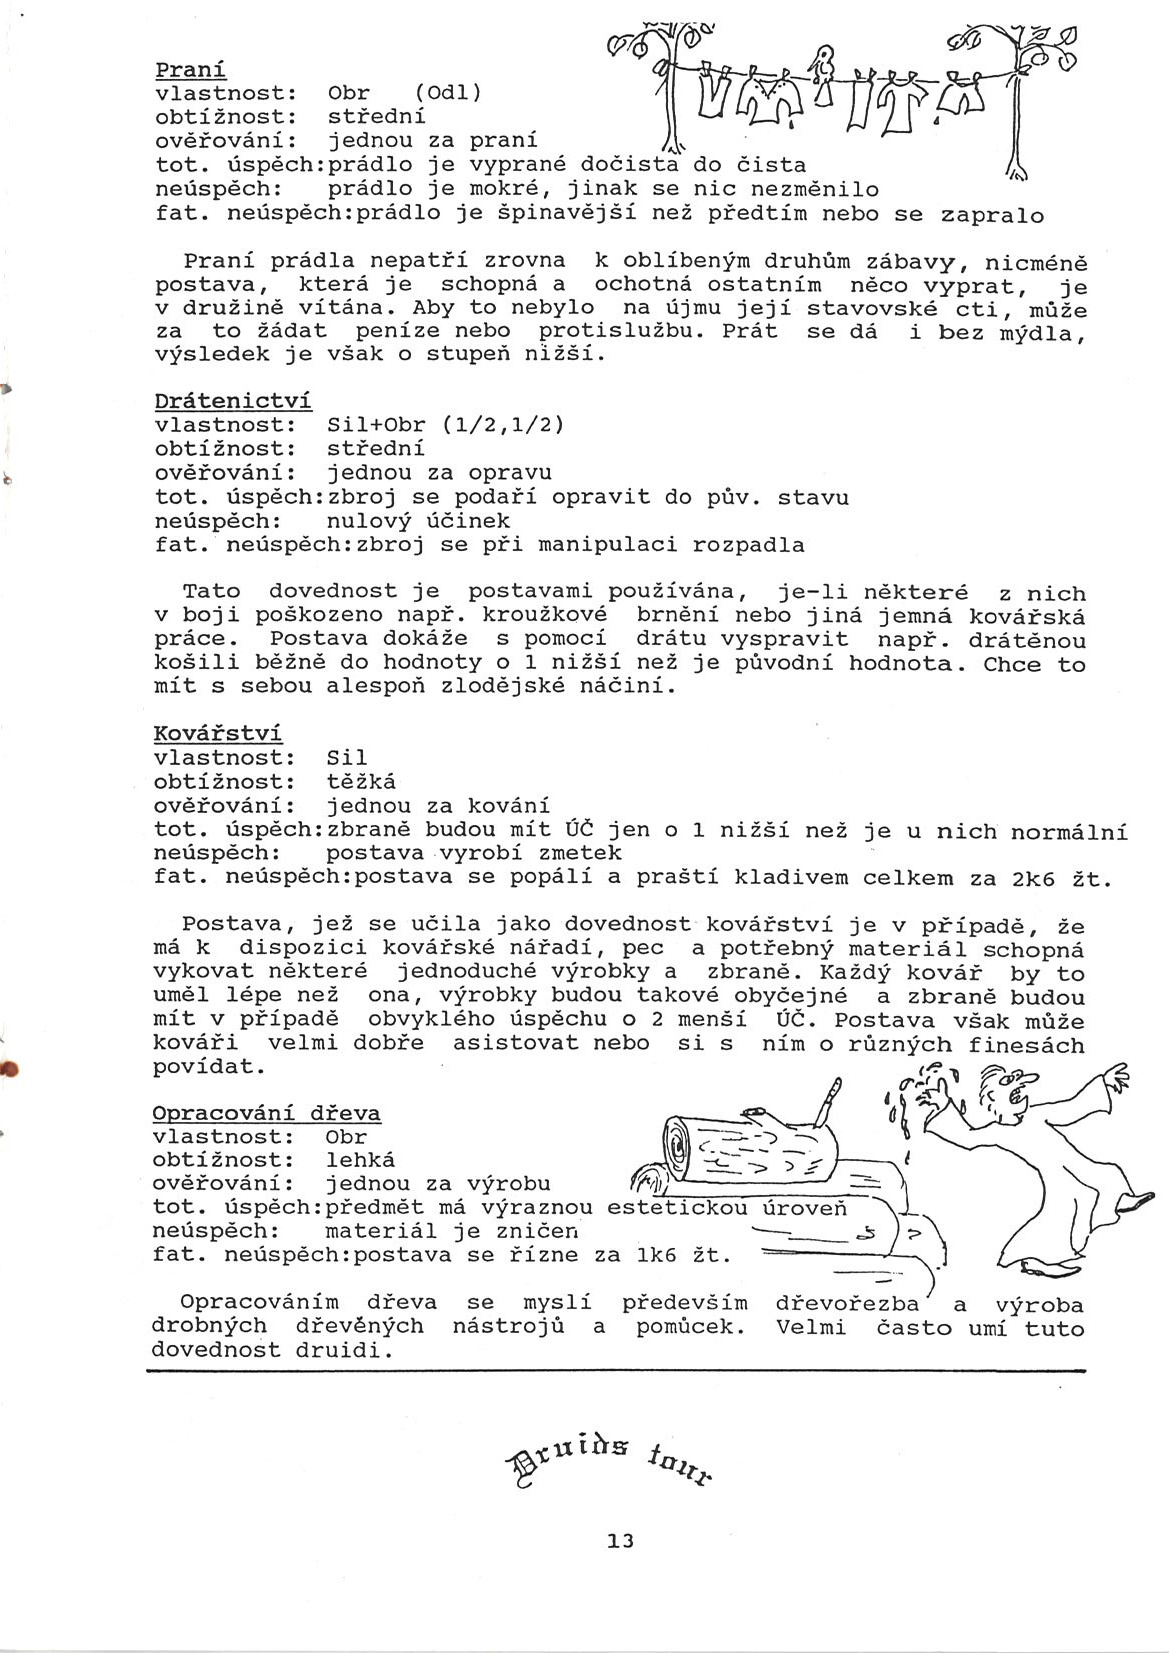 Praní
vlastnost: Obr (Odl)
obtížnost: střední
ověřování: jednou za praní
tot. úspěch:prádlo je vyprané dočista do čista
neúspěch: prádlo je mokré, jinak se nic nezměnilo
fat. neúspěch:prádlo je špinavější než předtím nebo se zapralo
Praní prádla nepatří zrovna k oblíbeným druhům zábavy, nicméně
postava, která je schopná a ochotná ostatním něco vyprat, je
v družině vítána. Aby to nebylo na újmu její stavovské cti, může
za to žádat peníze nebo protislužbu. Prát se dá i bez mýdla,
výsledek je však o stupeň nižší.
Drátenictví
vlastnost: Sil+Obr (1/2,1/2)
obtížnost: střední
ověřování: jednou za opravu
tot. úspěch:zbroj se podaří opravit do pův. stavu
neúspěch: nulový účinek
fat. neúspěch:zbroj se při manipulaci rozpadla
Tato dovednost je postavami používána, je-li některé z nich
v boji poškozeno např. kroužkové brnění nebo jiná jemná kovářská
práce. Postava dokáže s pomocí drátu vyspravit např. drátěnou
košili běžně do hodnoty o 1 nižší než je původní hodnota. Chce to
mít s sebou alespoň zlodějské náčiní.
Kovářství
vlastnost: Sil
obtížnost: těžká
ověřování: jednou za kování
tot. úspěch:zbraně budou mít ÚČ jen o 1 nižší než je u nich normální
neúspěch: postava vyrobí zmetek
fat. neúspěch:postava se popálí a praští kladivem celkem za 2k6 žt.
Postava, jež se učila jako dovednost kovářství je v případě, že
má k dispozici kovářské nářadí, pec a potřebný materiál schopná
vykovat některé jednoduché výrobky a zbraně. Každý kovář by to
uměl lépe než ona, výrobky budou takové obyčejné a zbraně budou
mít v případě obvyklého úspěchu o 2 menší ÚČ. Postava však může
kováři velmi dobře asistovat nebo si s ním o různých finesách
povídat.
Opracování dřeva
vlastnost: Obr
obtížnost: lehká
ověřování: jednou za výrobu
tot. úspěch:předmět má výraznou estetickou úroveň
neúspěch: materiál je zničen
fat. neúspěch:postava se řízne za 1k6 žt.
Opracováním dřeva se myslí především dřevořezba a výroba
drobných dřevěných nástrojů a pomůcek. Velmi často umí tuto
dovednost druidi.
Druids tour
13